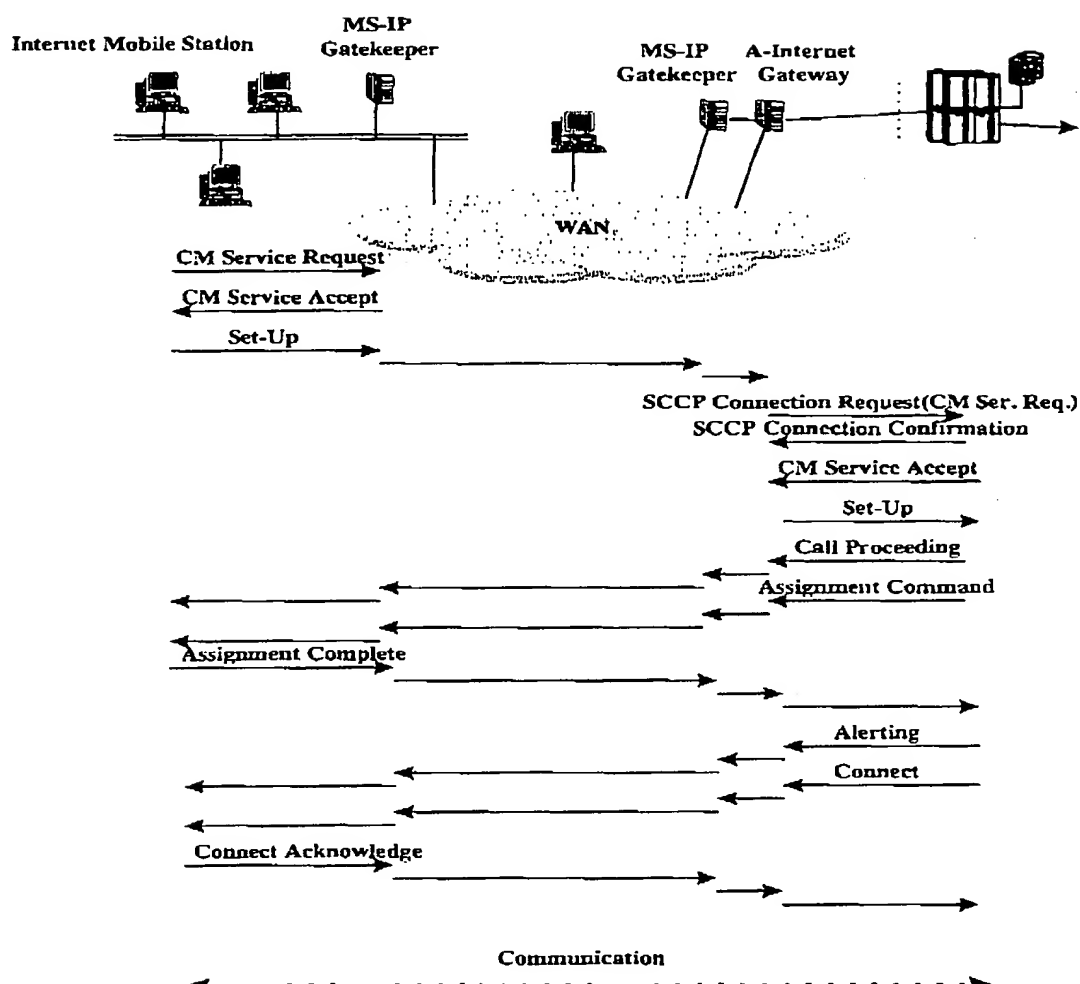 MS-IP
Gatekeeper
Internet Mobile Station
MS-IP
Gatekeeper
A-Internet
Gateway
WAN
CM Service Request
CM Service Accept
Set-Up
SCCP Connection Request(CM Ser. Req.)
SCCP Connection Confirmation
CM Service Accept
Set-Up
Call Proceeding
Assignment Command
Assignment Complete
Alerting
Connect
Connect Acknowledge
Communication